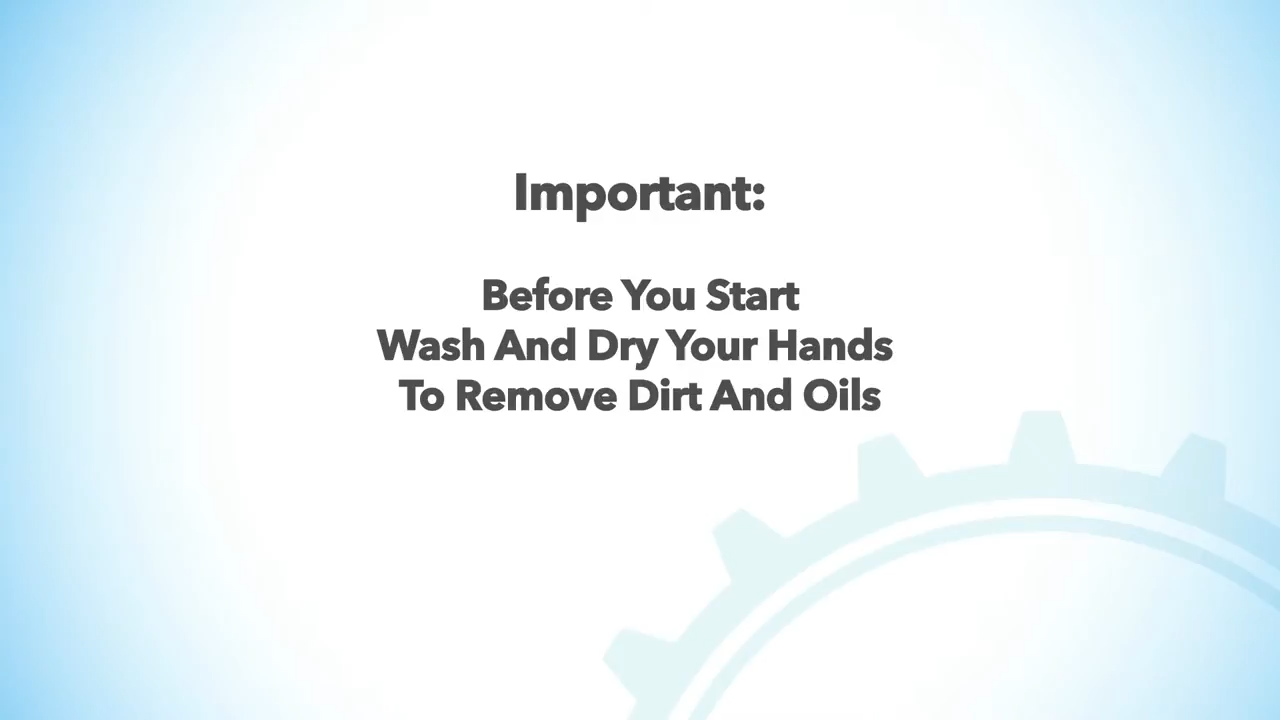 Important:
Before You Start
Wash And Dry Your Hands
To Remove Dirt And Oils